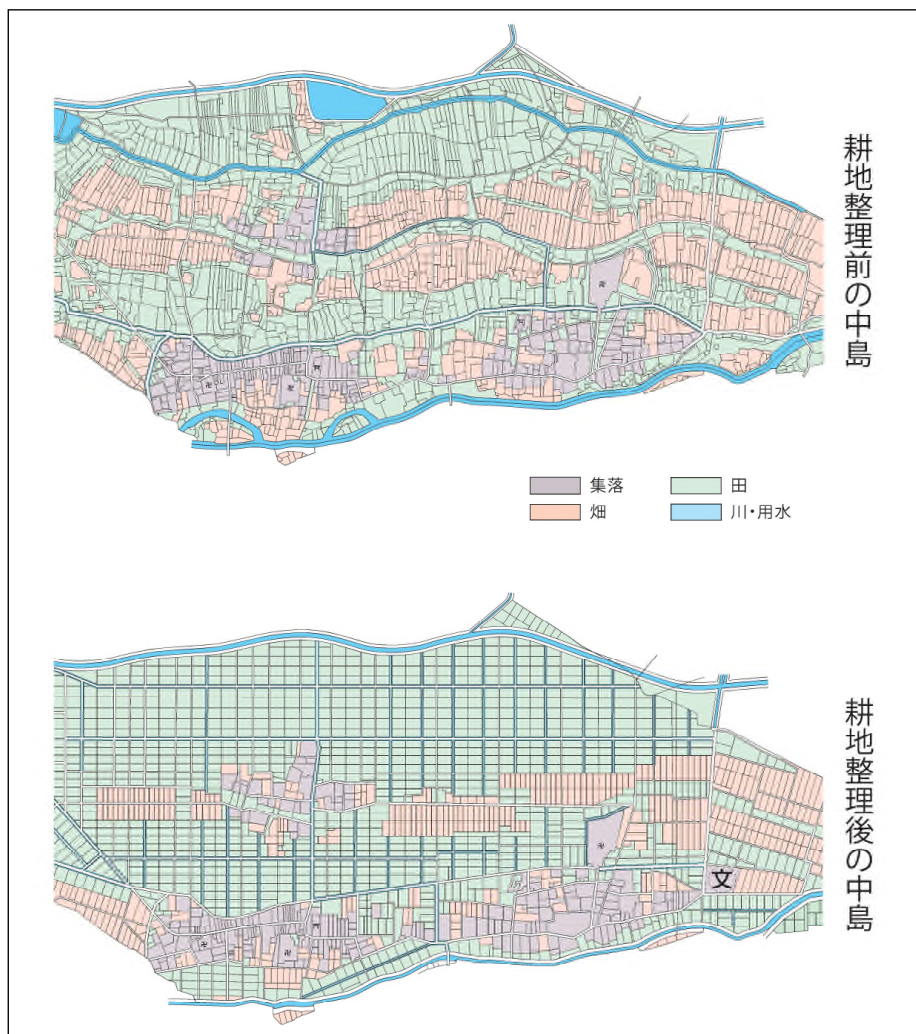 耕地整理前の中島
集落
田
畑
川・用水
耕地整理後の中島
文